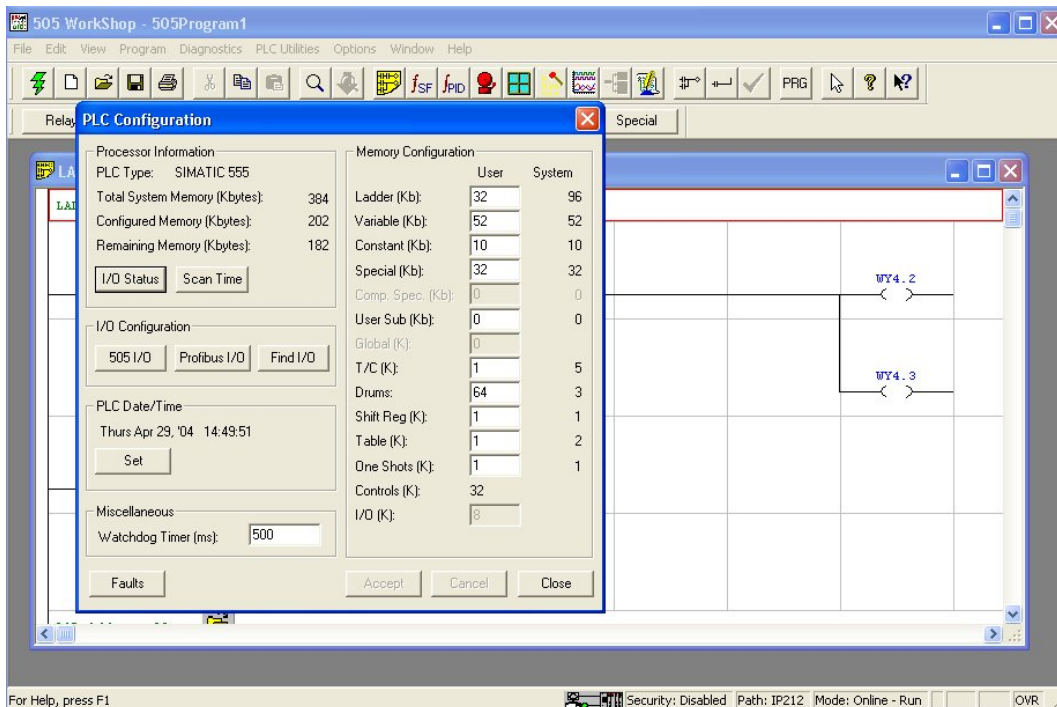 505 WorkShop - 505Program1
File Edit View Program Diagnostics PLC Utilities Options Window Help
SF PID PRG
Relay Special
PLC Configuration
Processor Information
PLC Type: SIMATIC 555
Total System Memory (Kbytes): 384
Configured Memory (Kbytes): 202
Remaining Memory (Kbytes): 182
I/O Status Scan Time
I/O Configuration
505 I/O Profibus I/O Find I/O
PLC Date/Time
Thurs Apr 29, '04 14:49:51
Set
Miscellaneous
Watchdog Timer (ms): 500
Faults
Memory Configuration
User System
Ladder (Kb): 32 96
Variable (Kb): 52 52
Constant (Kb): 10 10
Special (Kb): 32 32
Comp. Spec. (Kb): 0 0
User Sub (Kb): 0 0
Global (K): 0
T/C (K): 1 5
Drums: 64 3
Shift Reg (K): 1 1
Table (K): 1 2
One Shots (K): 1 1
Controls (K): 32
I/O (K): 8
Accept Cancel Close
WY4.2
WY4.3
For Help, press F1 Security: Disabled Path: IP212 Mode: Online - Run OVR